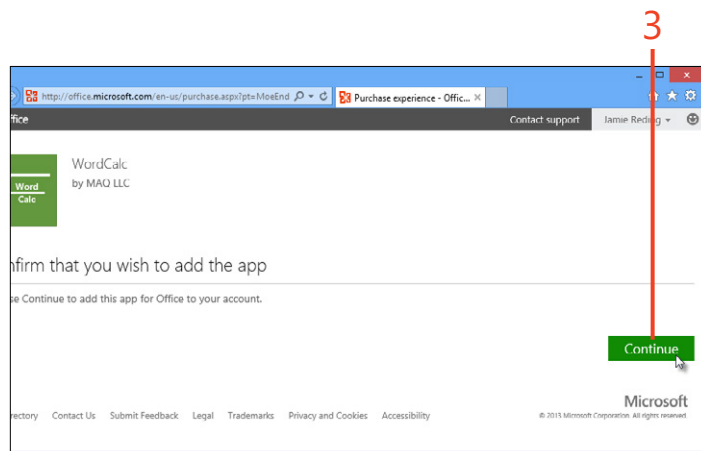 3
http://office.microsoft.com/en-us/purchase.aspx?pt=MoeEnd
Purchase experience - Offic...
ffice
Contact support
Jamie Reding
WordCalc
by MAQ LLC
Word
Calc
nfirm that you wish to add the app
se Continue to add this app for Office to your account.
Continue
Microsoft
rectory
Contact Us
Submit Feedback
Legal
Trademarks
Privacy and Cookies
Accessibility
© 2013 Microsoft Corporation. All rights reserved.